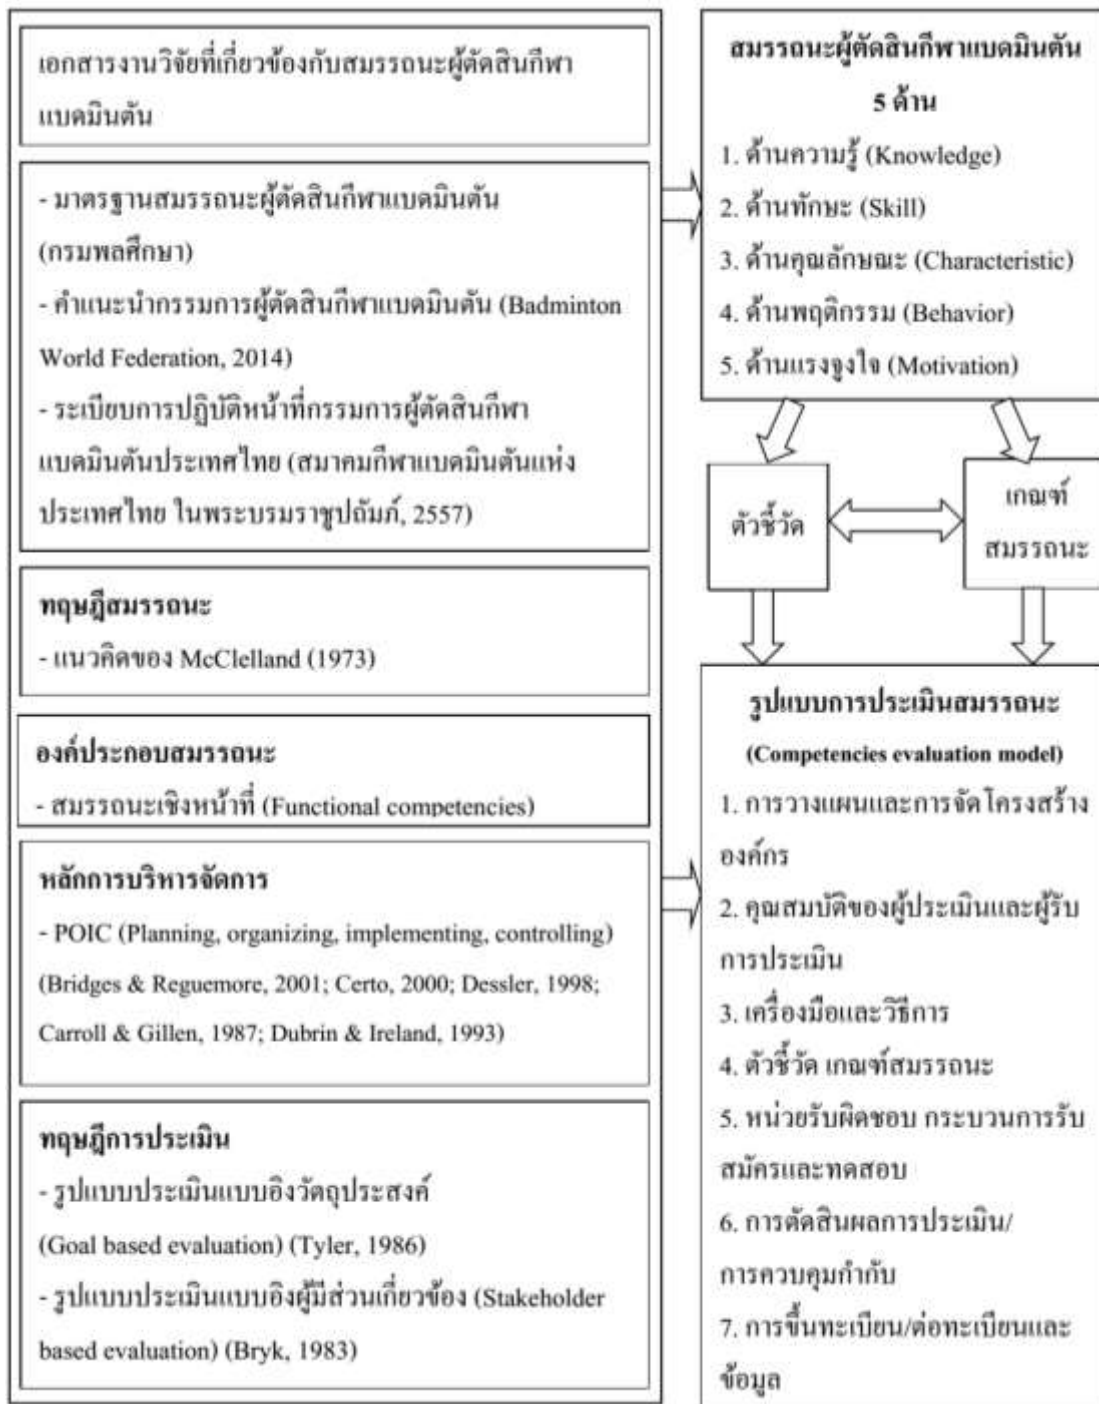 เอกสารงานวิจัยที่เกี่ยวข้องกับสมรรถนะผู้ตัดสินกีฬา
แบดมินตัน
- มาตรฐานสมรรถนะผู้ตัดสินกีฬาแบดมินตัน
(กรมพลศึกษา)
- คำแนะนำกรรมการผู้ตัดสินกีฬาแบดมินตัน (Badminton
World Federation, 2014)
- ระเบียบการปฏิบัติหน้าที่กรรมการผู้ตัดสินกีฬา
แบดมินตันประเทศไทย (สมาคมกีฬาแบดมินตันแห่ง
ประเทศไทย ในพระบรมราชูปถัมภ์, 2557)
ทฤษฎีสมรรถนะ
- แนวคิดของ McClelland (1973)
องค์ประกอบสมรรถนะ
- สมรรถนะเชิงหน้าที่ (Functional competencies)
หลักการบริหารจัดการ
- POIC (Planning, organizing, implementing, controlling)
(Bridges & Reguemore, 2001; Certo, 2000; Dessler, 1998;
Carroll & Gillen, 1987; Dubrin & Ireland, 1993)
ทฤษฎีการประเมิน
- รูปแบบประเมินแบบอิงวัตถุประสงค์
(Goal based evaluation) (Tyler, 1986)
- รูปแบบประเมินแบบอิงผู้มีส่วนเกี่ยวข้อง (Stakeholder
based evaluation) (Bryk, 1983)
สมรรถนะผู้ตัดสินกีฬาแบดมินตัน
5 ด้าน
1. ด้านความรู้ (Knowledge)
2. ด้านทักษะ (Skill)
3. ด้านคุณลักษณะ (Characteristic)
4. ด้านพฤติกรรม (Behavior)
5. ด้านแรงจูงใจ (Motivation)
ตัวชี้วัด
เกณฑ์
สมรรถนะ
รูปแบบการประเมินสมรรถนะ
(Competencies evaluation model)
1. การวางแผนและการจัดโครงสร้าง
องค์กร
2. คุณสมบัติของผู้ประเมินและผู้รับ
การประเมิน
3. เครื่องมือและวิธีการ
4. ตัวชี้วัด เกณฑ์สมรรถนะ
5. หน่วยรับผิดชอบ กระบวนการรับ
สมัครและทดสอบ
6. การตัดสินผลการประเมิน/
การควบคุมกำกับ
7. การขึ้นทะเบียน/ต่อทะเบียนและ
ข้อมูล